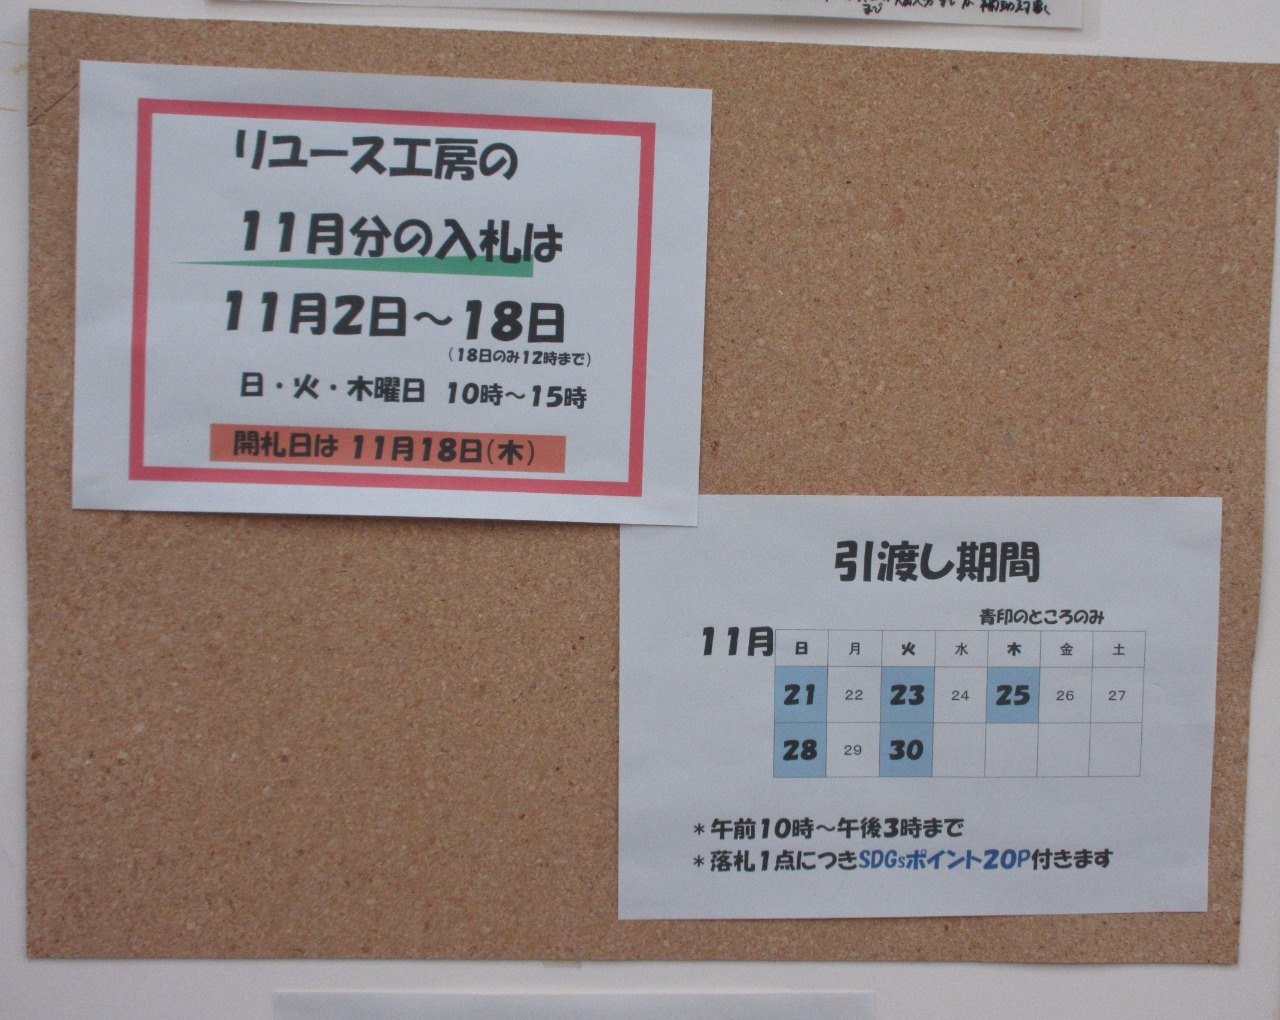 リユース工房の
11月分の入札は
11月2日～18日
(18日のみ12時まで)
日・火・木曜日 10時～15時
開札日は 11月18日(木)
引渡し期間
青印のところのみ
11月 日 月 火 水 木 金 土
21 22 23 24 25 26 27
28 29 30
*午前10時～午後3時まで
*落札1点につきSDGsポイント20P付きます